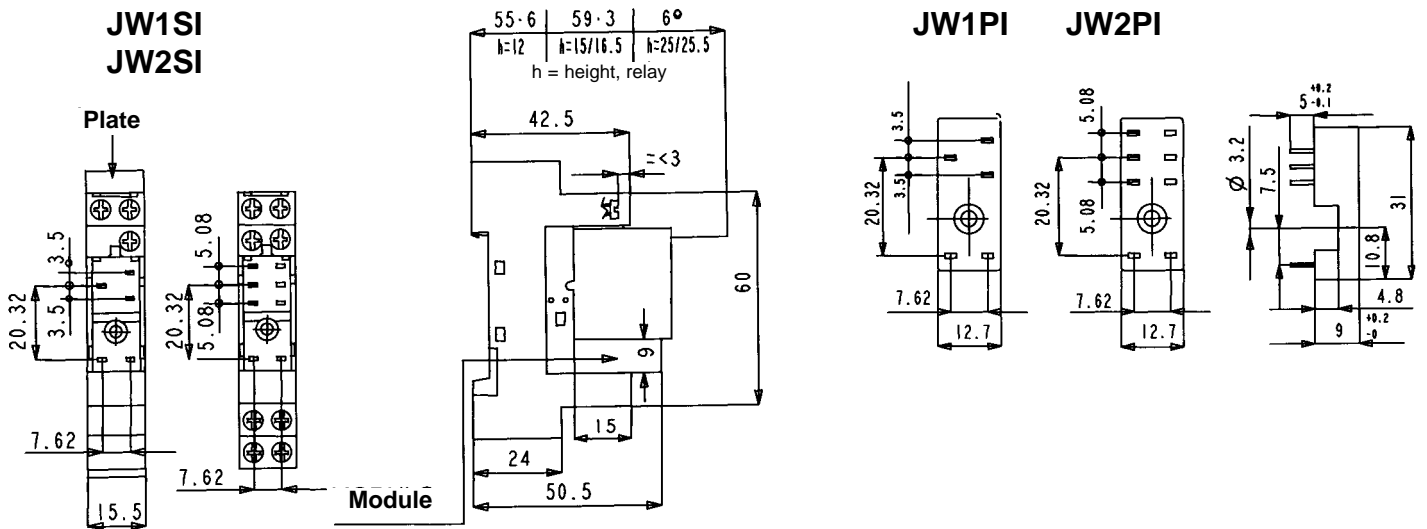 JW1SI
JW2SI
Plate
3.5
20.32
3.5
7.62
15.5
5.08
20.32
5.08
7.62
55·6 59·3 6°
h=12 h=15/16.5 h=25/25.5
h = height, relay
42.5
=<3
60
9
15
24
50.5
Module
JW1PI JW2PI
3.5
20.32
3.5
7.62
12.7
5.08
20.32
5.08
7.62
12.7
5 +0.2 -0.1
Ø 3.2
7.5
31
10.8
4.8
9 +0.2 -0